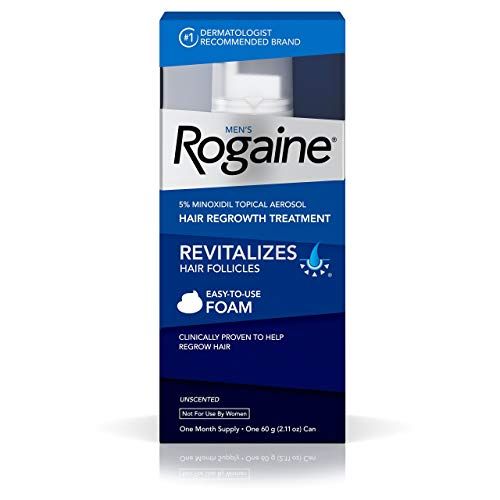 #1 DERMATOLOGIST
RECOMMENDED BRAND
MEN'S
Rogaine®
5% MINOXIDIL TOPICAL AEROSOL
HAIR REGROWTH TREATMENT
REVITALIZES
HAIR FOLLICLES
®
EASY-TO-USE
FOAM
CLINICALLY PROVEN TO HELP
REGROW HAIR
UNSCENTED
Not For Use By Women
One Month Supply • One 60 g (2.11 oz) Can